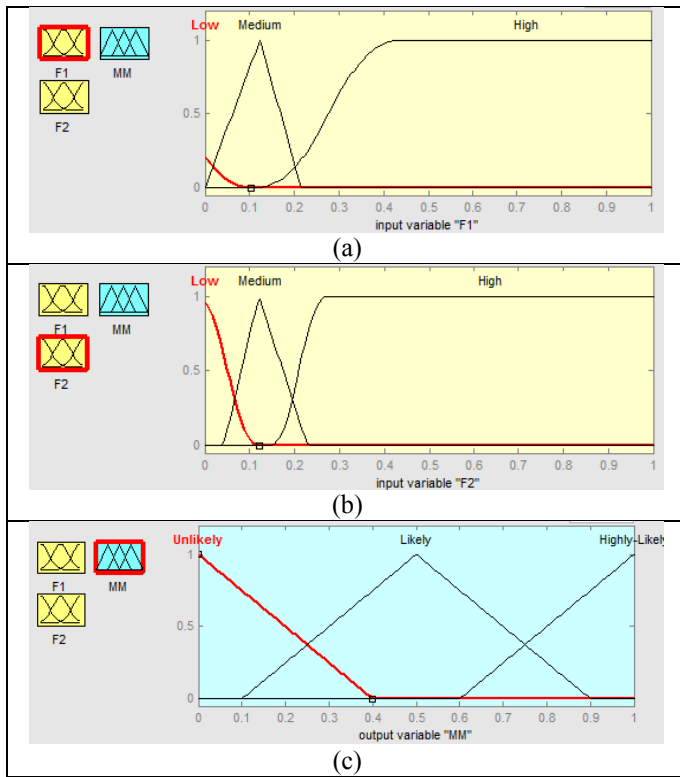 Low Medium High
F1 MM
F2
1
0.5
0
0 0.1 0.2 0.3 0.4 0.5 0.6 0.7 0.8 0.9 1
input variable "F1"
(a)
Low Medium High
F1 MM
F2
1
0.5
0
0 0.1 0.2 0.3 0.4 0.5 0.6 0.7 0.8 0.9 1
input variable "F2"
(b)
Unlikely Likely Highly-Likely
F1 MM
F2
1
0.5
0
0 0.1 0.2 0.3 0.4 0.5 0.6 0.7 0.8 0.9 1
output variable "MM"
(c)